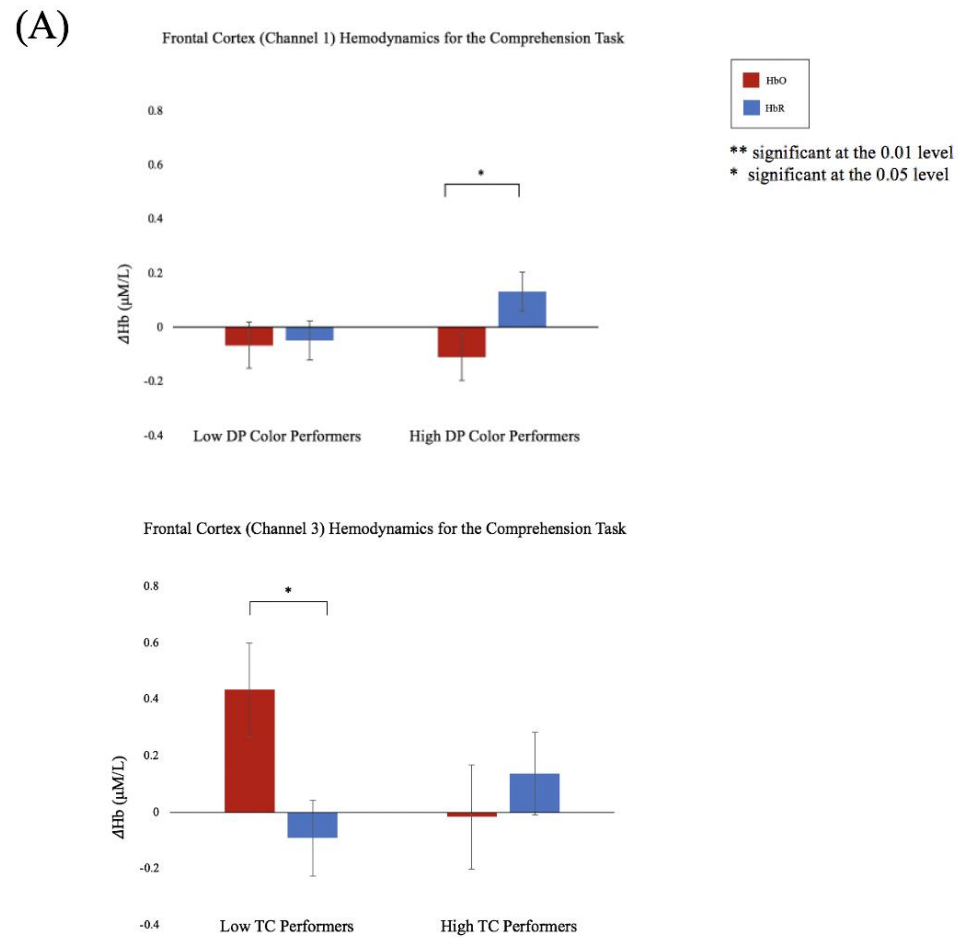 (A)
Frontal Cortex (Channel 1) Hemodynamics for the Comprehension Task
HbO
HbR
** significant at the 0.01 level
* significant at the 0.05 level
0.8
0.6
*
0.4
0.2
0
-0.2
-0.4
ΔHb (μM/L)
Low DP Color Performers
High DP Color Performers
Frontal Cortex (Channel 3) Hemodynamics for the Comprehension Task
0.8
*
0.6
0.4
0.2
0
-0.2
-0.4
ΔHb (μM/L)
Low TC Performers
High TC Performers